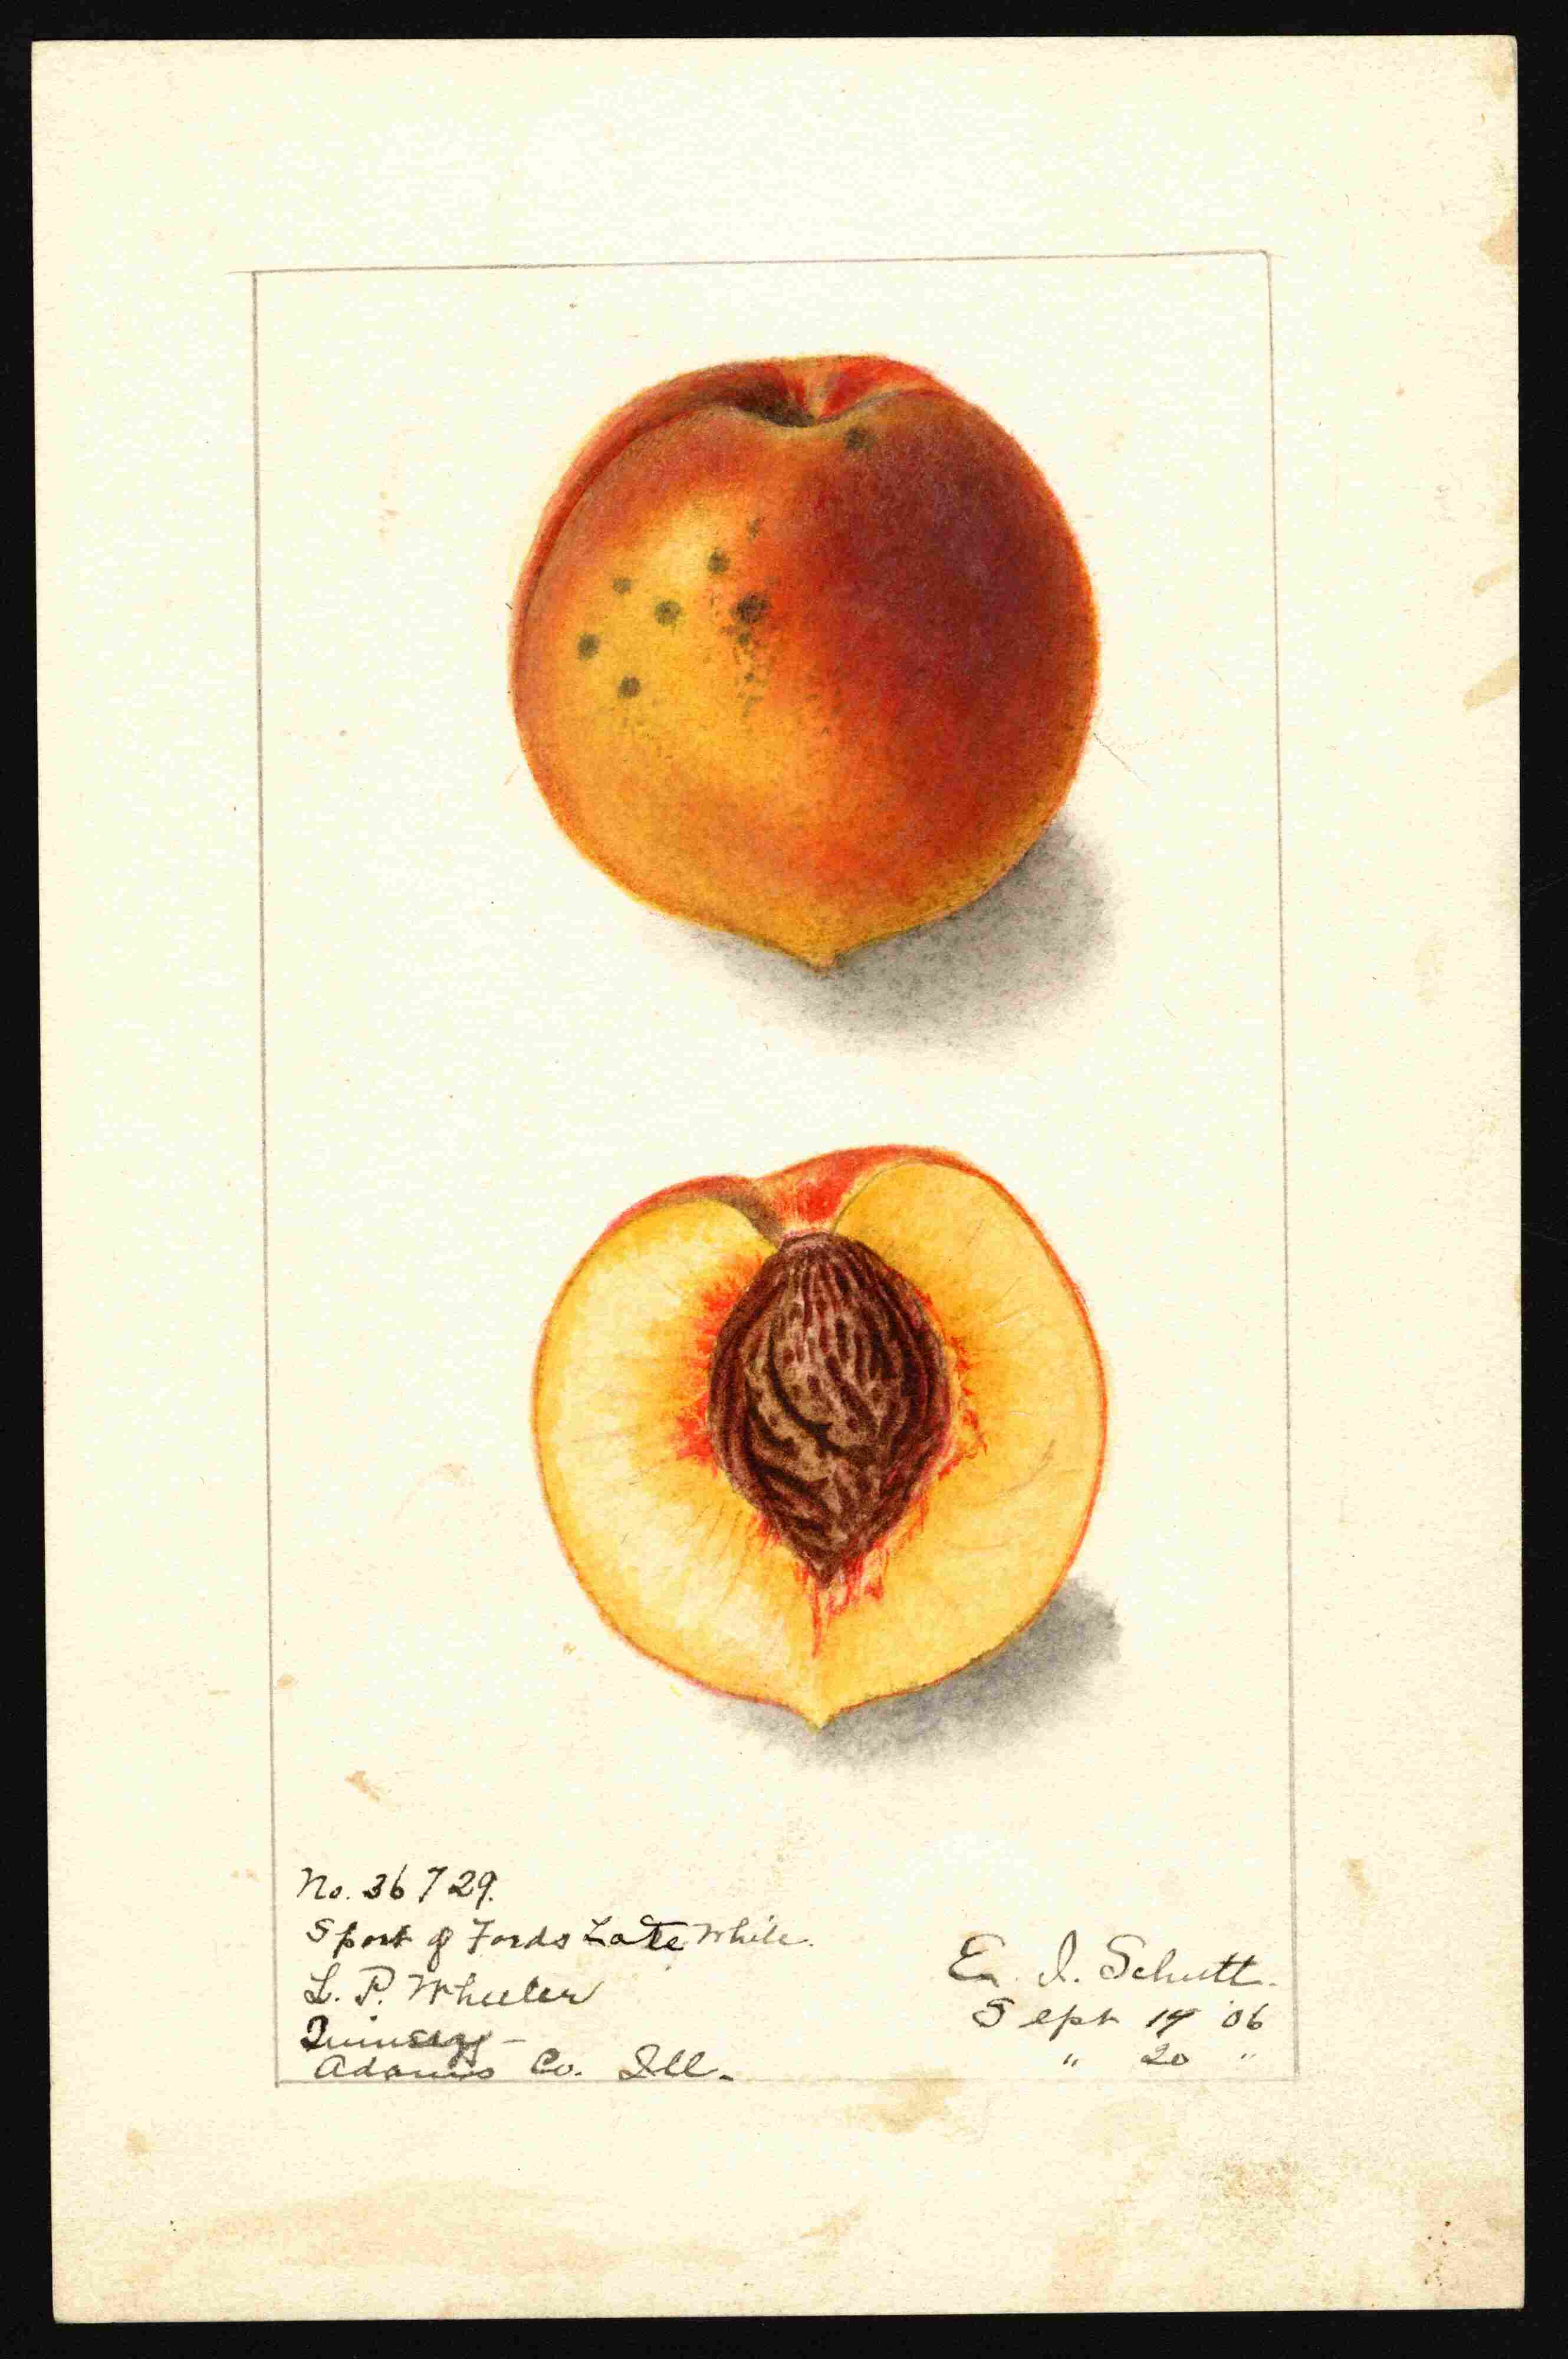 No. 36729.
Sport of Fords Late White.
L. P. Wheeler
Quincy –
Adams Co. Ill.
E. I. Schutt.
Sept 19 '06
" 20 "